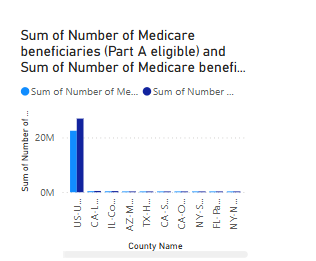 Sum of Number of Medicare
beneficiaries (Part A eligible) and
Sum of Number of Medicare benefi...
Sum of Number of Me... Sum of Number ...
Sum of Number of ...
20M
0M
US-U...
CA-L...
IL-Co...
AZ-M...
TX-H...
CA-S...
CA-O...
NY-S...
FL-Pa...
NY-N...
County Name